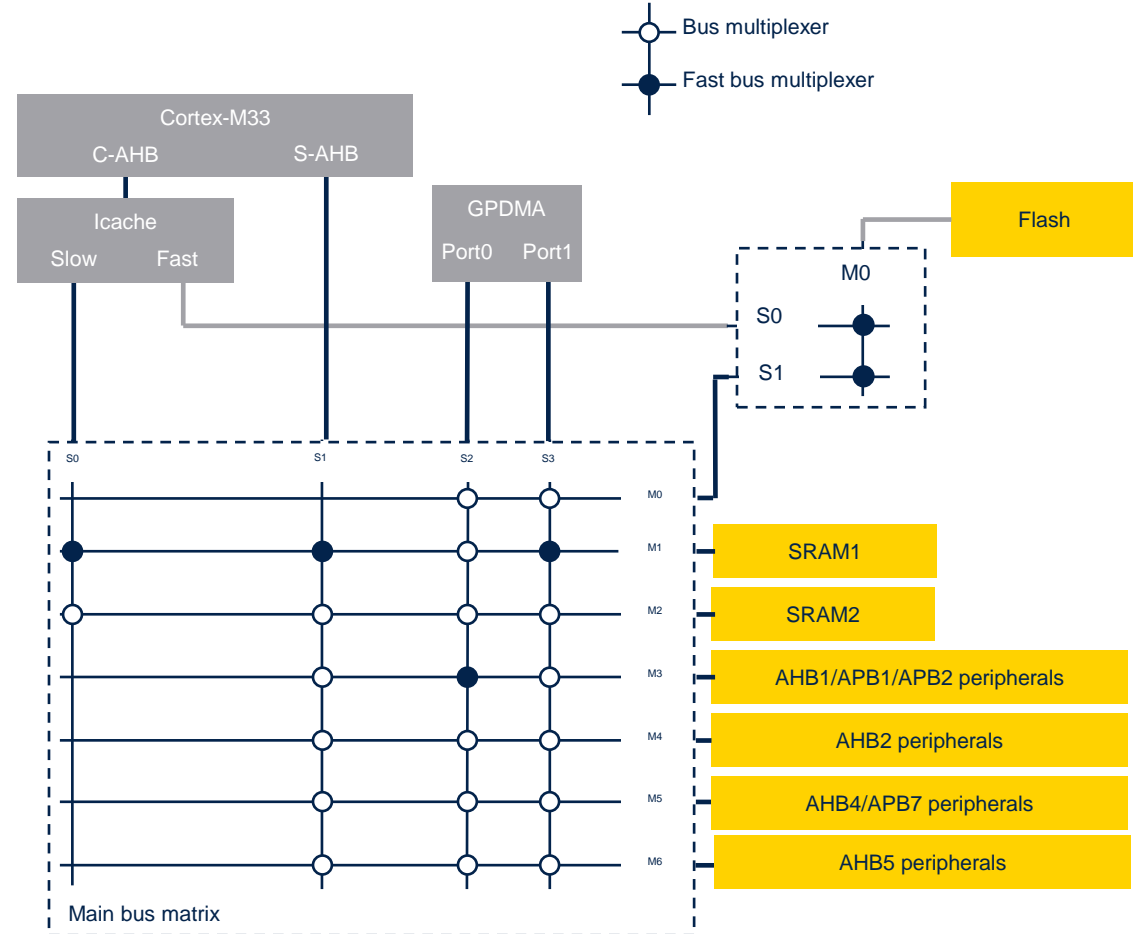 Bus multiplexer
Fast bus multiplexer
Cortex-M33
C-AHB S-AHB
Icache
Slow Fast
GPDMA
Port0 Port1
Flash
M0
S0
S1
S0 S1 S2 S3
M0
M1
SRAM1
M2
SRAM2
M3
AHB1/APB1/APB2 peripherals
M4
AHB2 peripherals
M5
AHB4/APB7 peripherals
M6
AHB5 peripherals
Main bus matrix